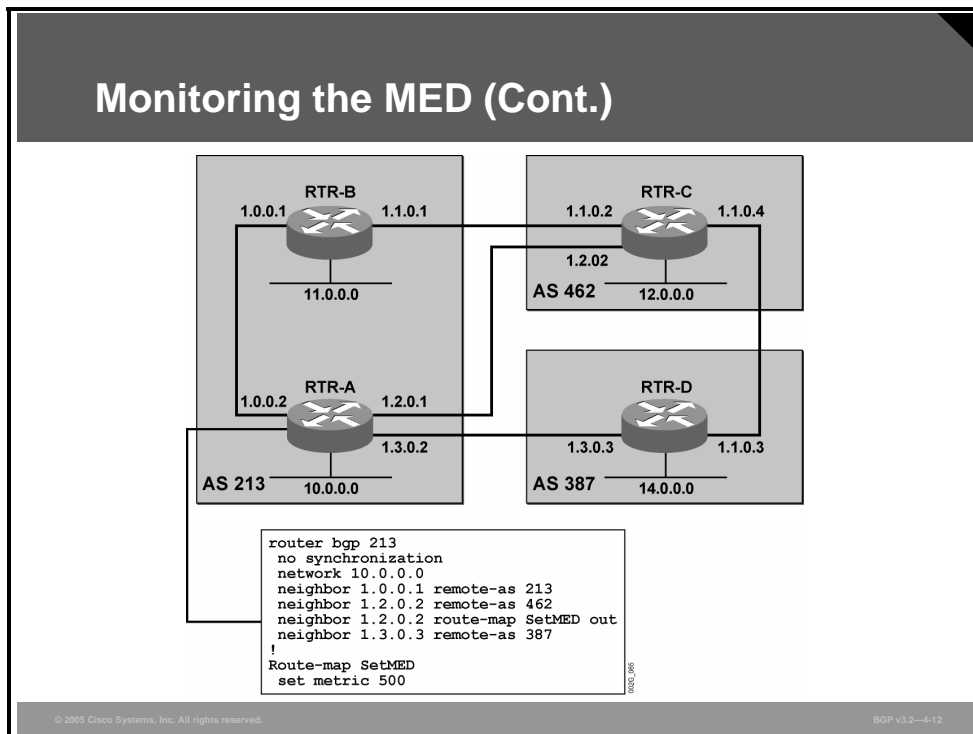 Monitoring the MED (Cont.)
RTR-B
1.0.0.1
1.1.0.1
11.0.0.0
RTR-C
1.1.0.2
1.1.0.4
1.2.02
AS 462
12.0.0.0
RTR-A
1.0.0.2
1.2.0.1
1.3.0.2
AS 213
10.0.0.0
RTR-D
1.3.0.3
1.1.0.3
AS 387
14.0.0.0
router bgp 213
no synchronization
network 10.0.0.0
neighbor 1.0.0.1 remote-as 213
neighbor 1.2.0.2 remote-as 462
neighbor 1.2.0.2 route-map SetMED out
neighbor 1.3.0.3 remote-as 387
!
Route-map SetMED
set metric 500
002G_065
© 2005 Cisco Systems, Inc. All rights reserved.
BGP v3.2—4-12